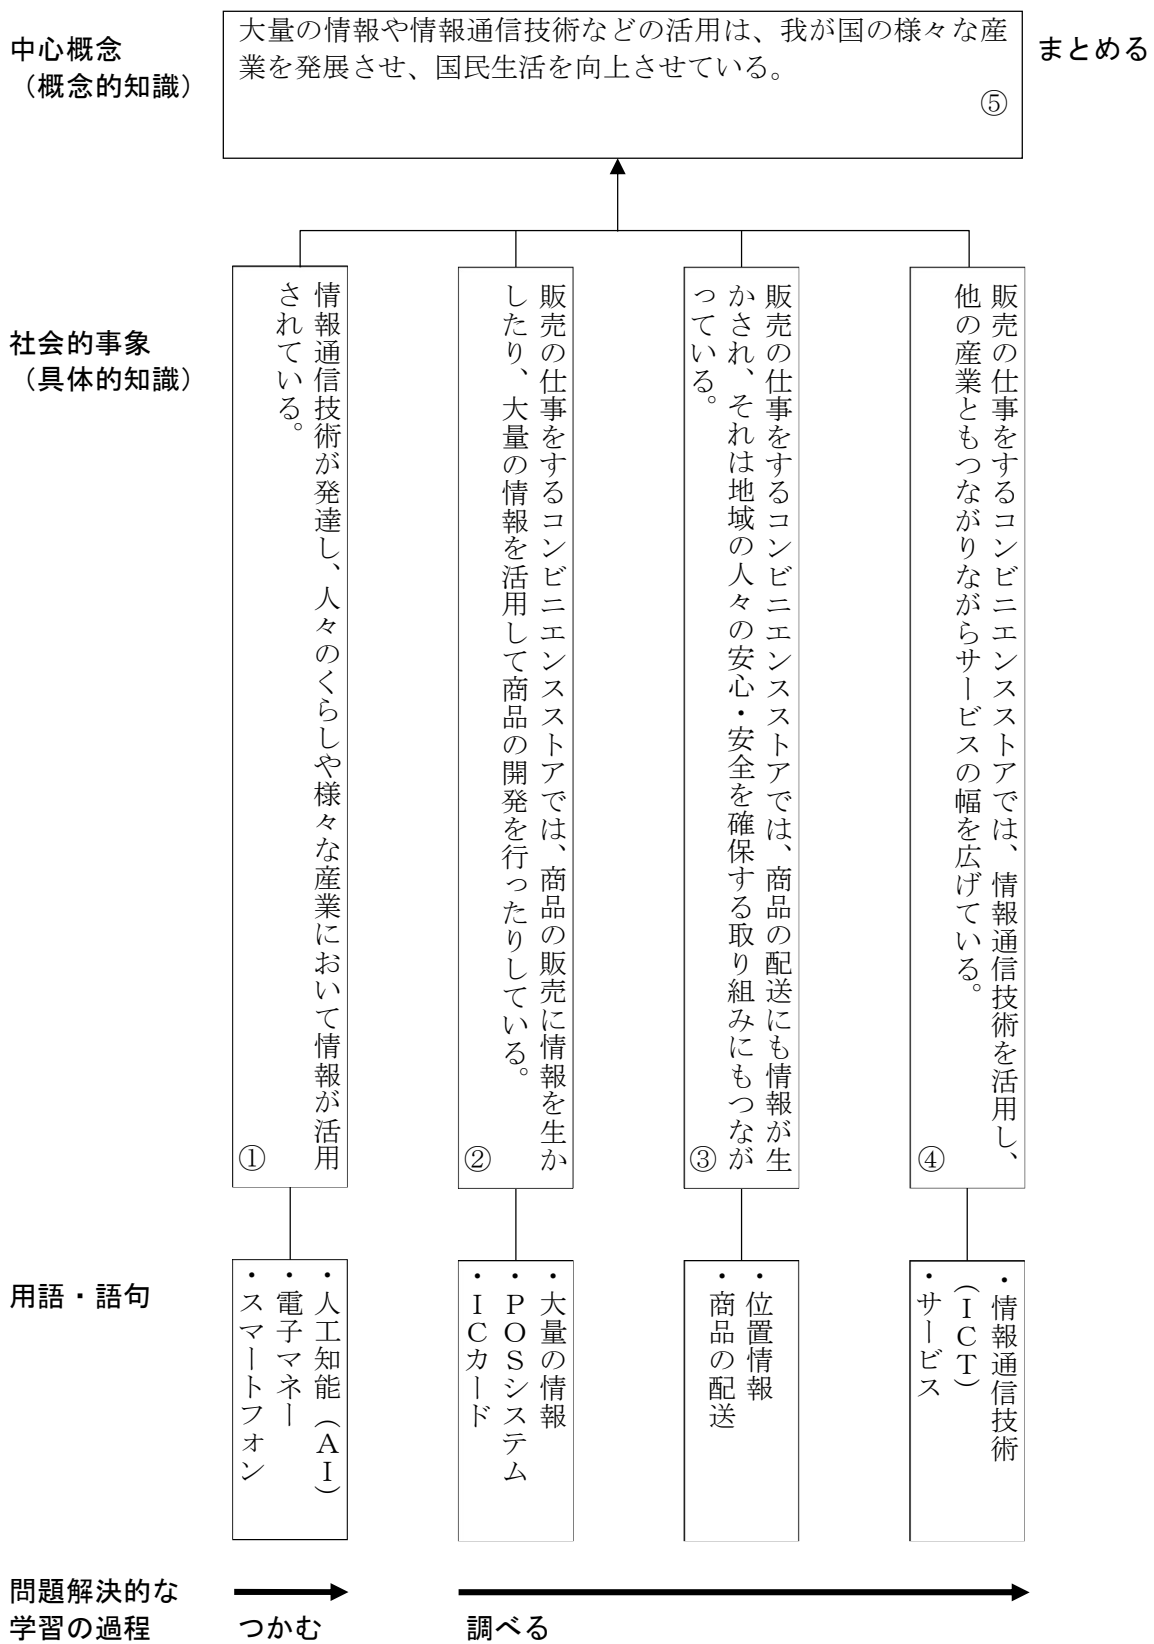 中心概念
（概念的知識）
大量の情報や情報通信技術などの活用は、我が国の様々な産
業を発展させ、国民生活を向上させている。
⑤
まとめる
社会的事象
（具体的知識）
情報通信技術が発達し、人々のくらしや様々な産業において情報が活用
されている。
①
販売の仕事をするコンビニエンスストアでは、商品の販売に情報を生か
したり、大量の情報を活用して商品の開発を行ったりしている。
②
販売の仕事をするコンビニエンスストアでは、商品の配送にも情報が生
かされ、それは地域の人々の安心・安全を確保する取り組みにもつなが
っている。
③
販売の仕事をするコンビニエンスストアでは、情報通信技術を活用し、
他の産業ともつながりながらサービスの幅を広げている。
④
用語・語句
・人工知能（ＡＩ）
・電子マネー
・スマートフォン
・大量の情報
・ＰＯＳシステム
・ＩＣカード
・位置情報
・商品の配送
・情報通信技術
（ＩＣＴ）
・サービス
問題解決的な
学習の過程
つかむ
調べる